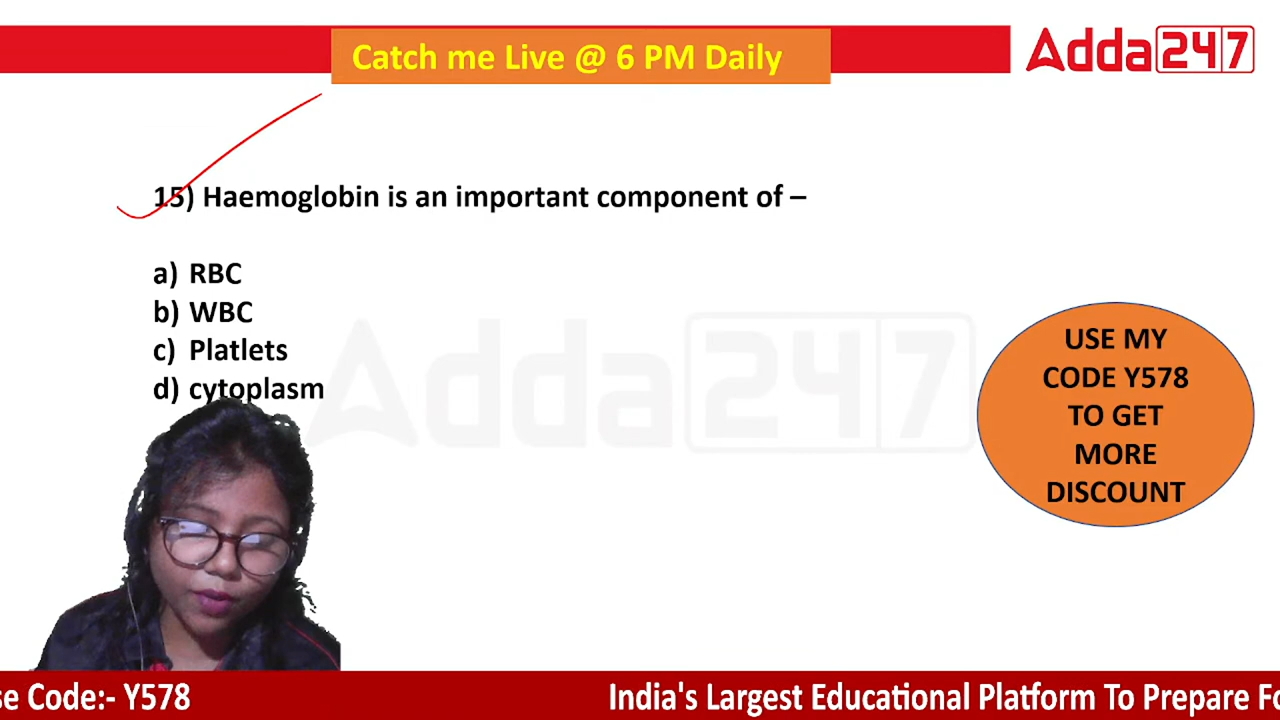 Catch me Live @ 6 PM Daily
Adda247
15) Haemoglobin is an important component of –
a) RBC
b) WBC
c) Platlets
d) cytoplasm
Adda247
USE MY
CODE Y578
TO GET
MORE
DISCOUNT
se Code:- Y578
India's Largest Educational Platform To Prepare Fo